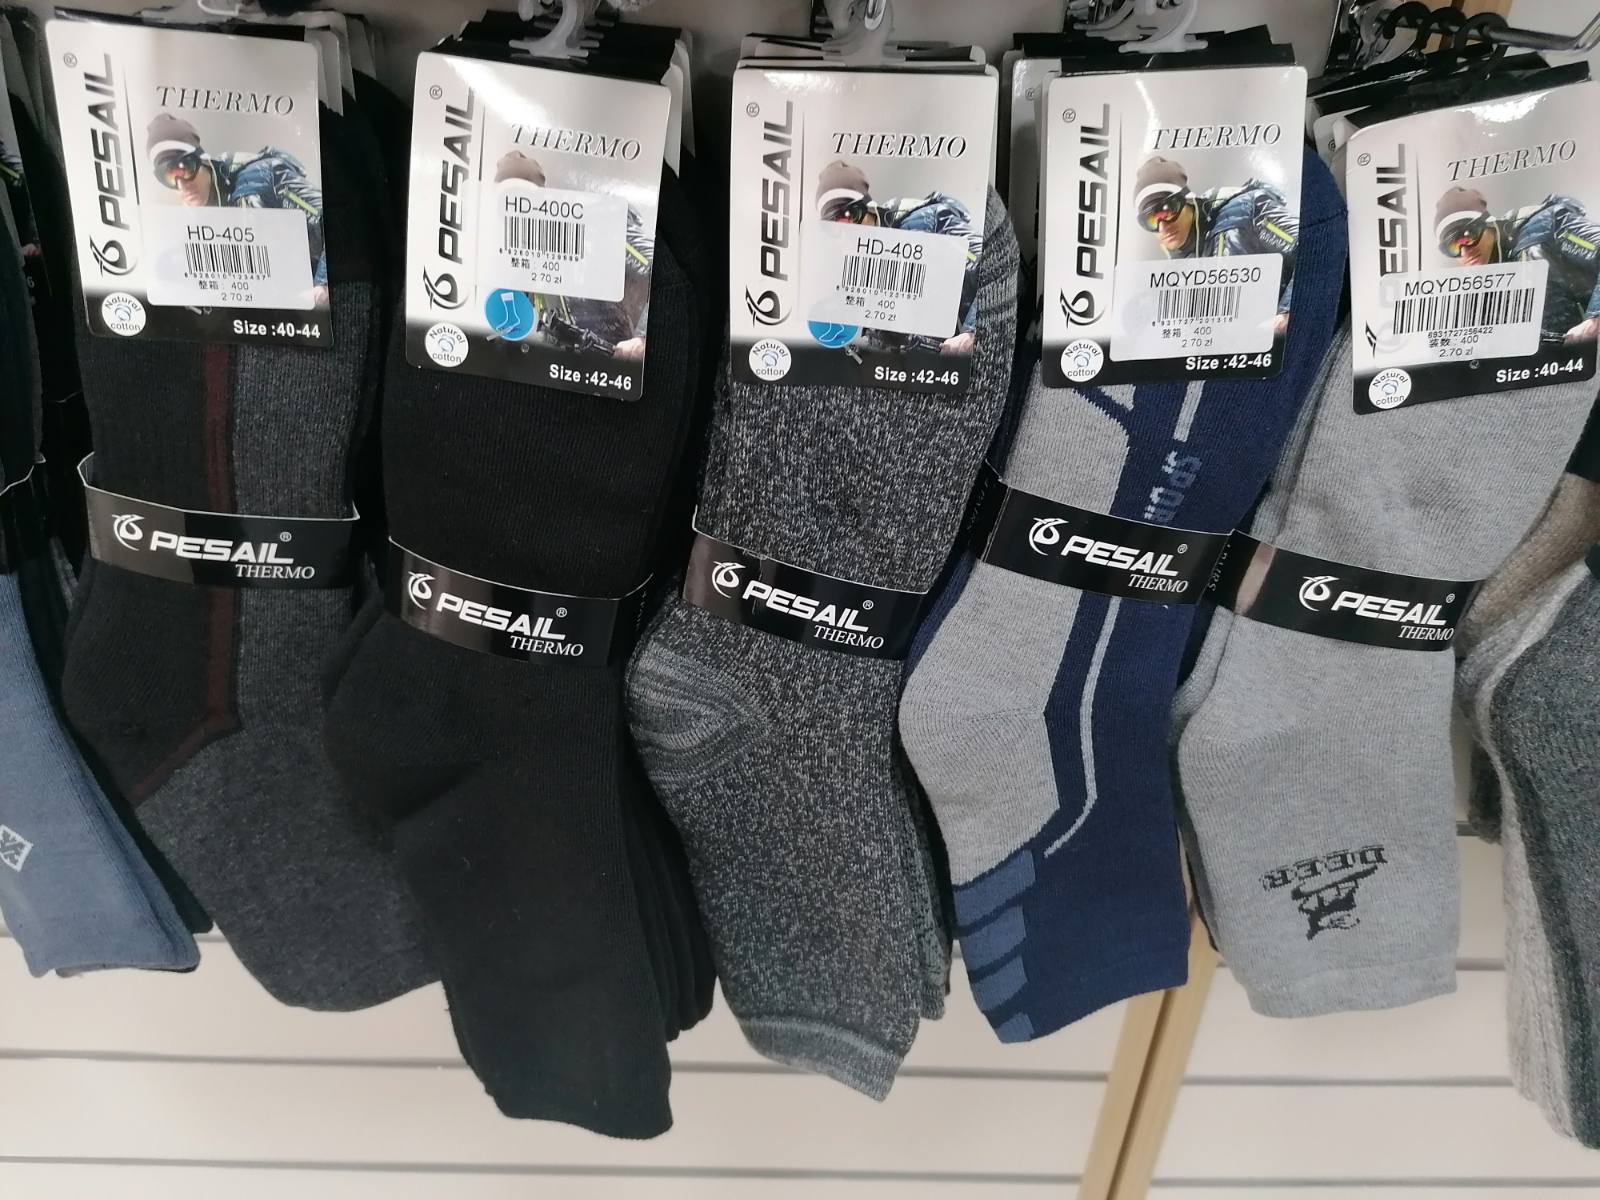 PESAIL®
THERMO
HD-405
整箱: 400
2.70 zł
Natural
cotton
Size :40-44
PESAIL®
THERMO
PESAIL®
THERMO
HD-400C
整箱: 400
2.70 zł
Natural
cotton
Size :42-46
PESAIL®
THERMO
PESAIL®
THERMO
HD-408
整箱: 400
2.70 zł
Natural
cotton
Size :42-46
PESAIL®
THERMO
PESAIL®
THERMO
MQYD56530
6931727201316
整箱: 400
2.70 zł
Natural
cotton
Size :42-46
SPOR
PESAIL®
THERMO
PESAIL®
THERMO
MQYD56577
6931727256422
装数: 400
2.70 zł
Natural
cotton
Size :40-44
PESAIL®
THERMO
DEER